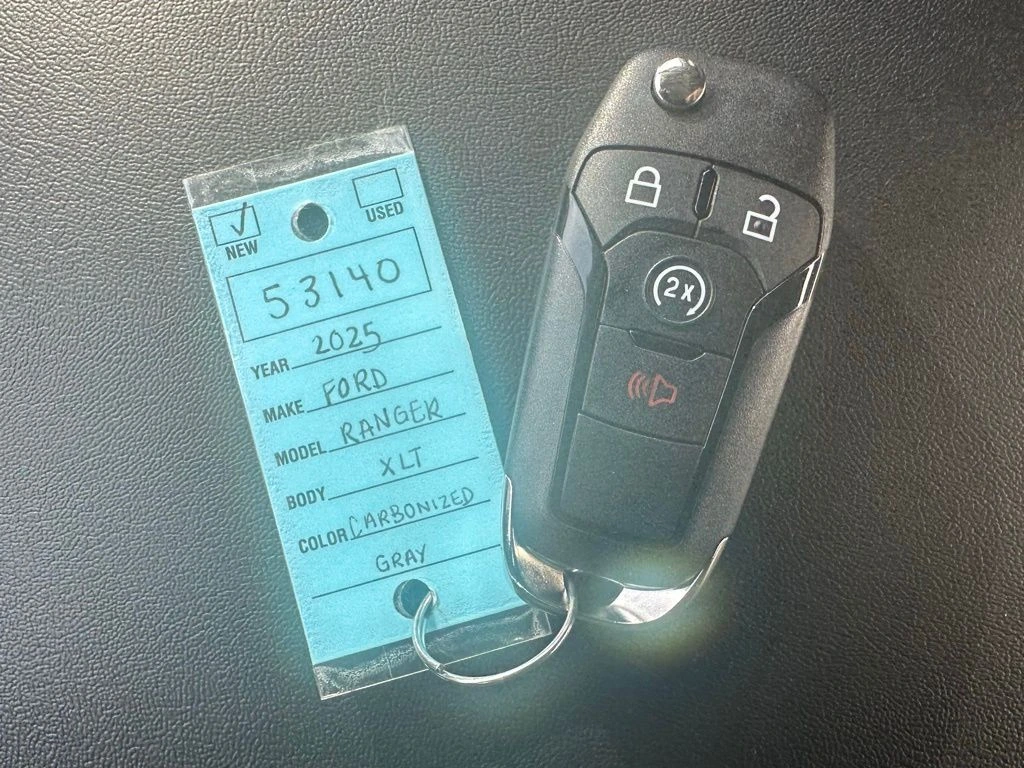 NEW ✓
USED
53140
YEAR 2025
MAKE FORD
MODEL RANGER
BODY XLT
COLOR CARBONIZED
GRAY
2x